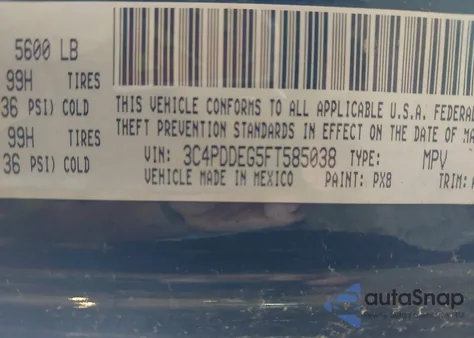 5600 LB
99H TIRES
36 PSI) COLD
99H TIRES
36 PSI) COLD
THIS VEHICLE CONFORMS TO ALL APPLICABLE U.S.A. FEDERAL
THEFT PREVENTION STANDARDS IN EFFECT ON THE DATE OF MA
VIN: 3C4PDDEG5FT585038 TYPE: MPV
VEHICLE MADE IN MEXICO PAINT: PX8 TRIM:
autoSnap